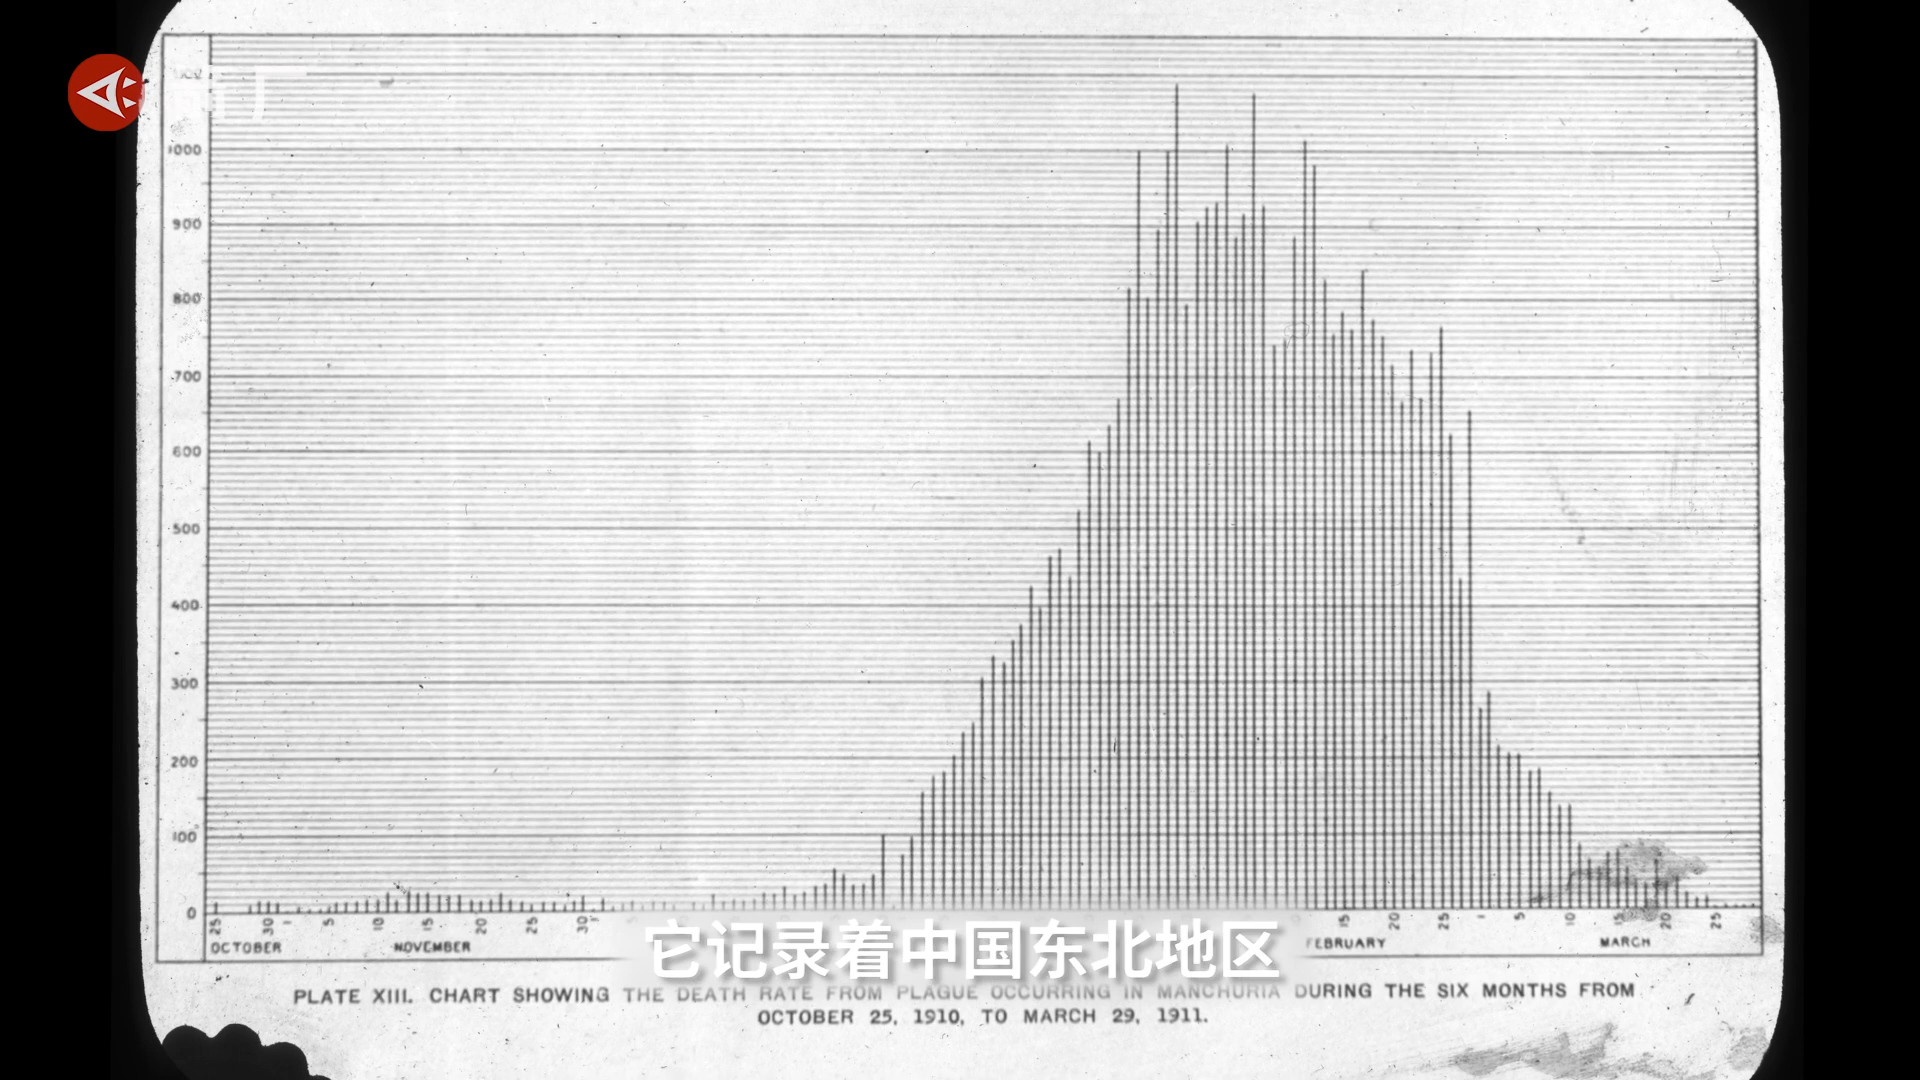 1000
900
800
700
600
500
400
300
200
100
0
25 30 1 5 10 15 20 25 30 15 20 25 1 5 10 15 20 25
OCTOBER NOVEMBER FEBRUARY MARCH
它记录着中国东北地区
PLATE XIII. CHART SHOWING THE DEATH RATE FROM PLAGUE OCCURRING IN MANCHURIA DURING THE SIX MONTHS FROM
OCTOBER 25, 1910, TO MARCH 29, 1911.